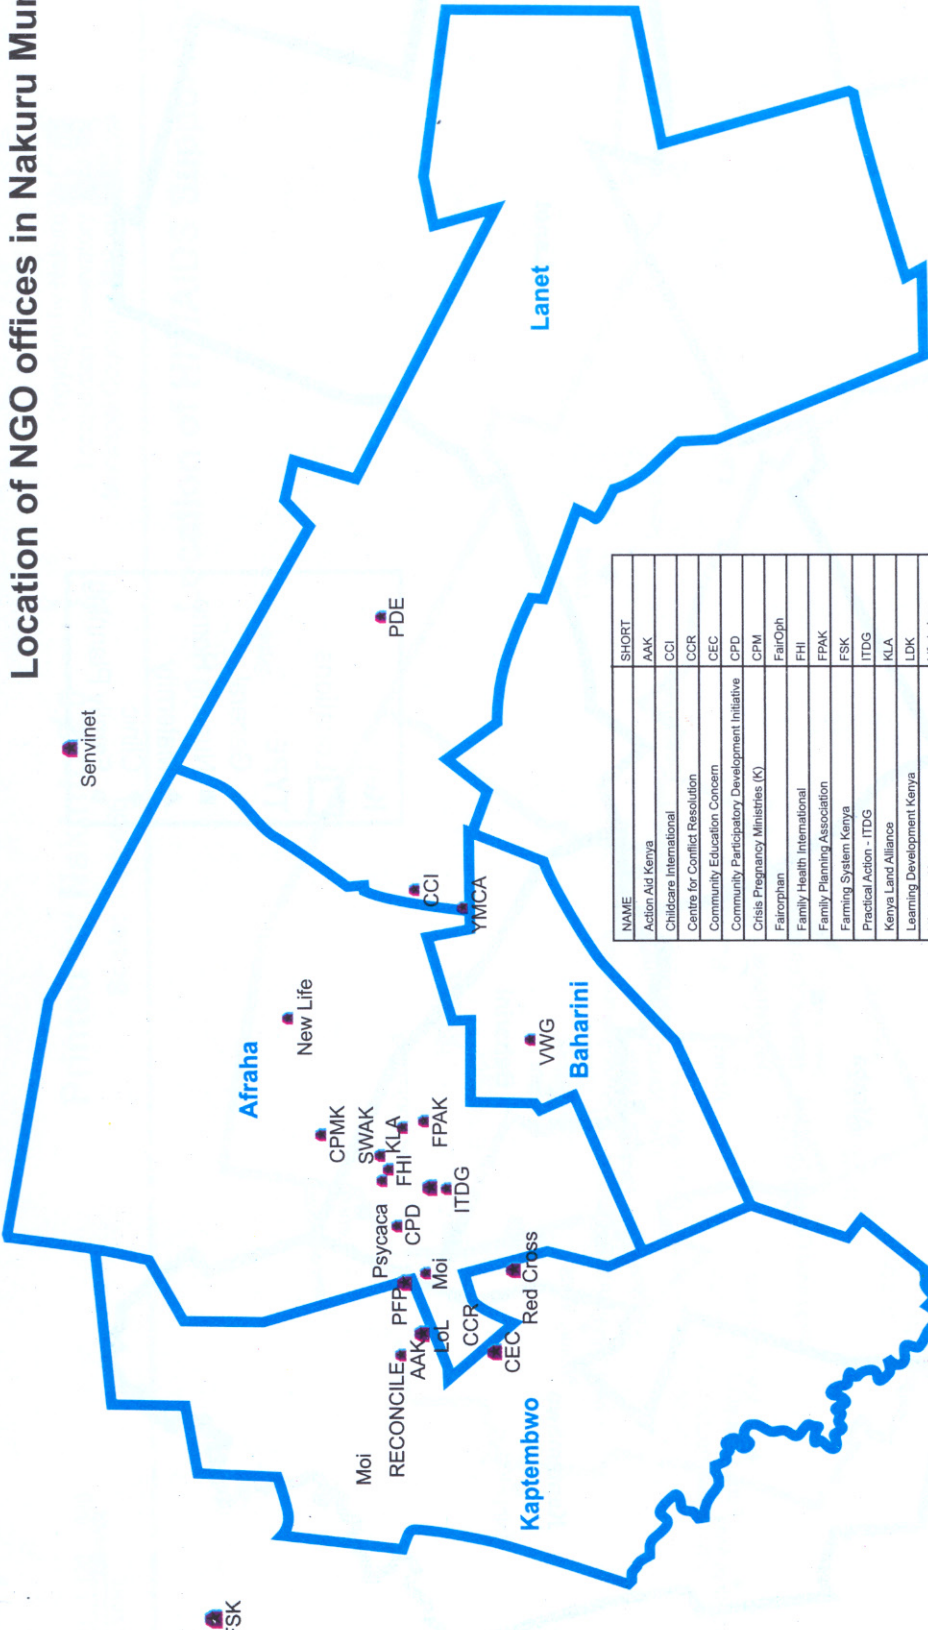 Location of NGO offices in Nakuru Mun
Senvinet
PDE
Lanet
CCI
YMCA
New Life
Afraha
VWG
Baharini
CPMK
SWAK
KLA
FHI
FPAK
ITDG
Psycaca
CPD
PFP
Moi
LoL
AAK
CCR
Red Cross
CEC
RECONCILE
Moi
Kaptembwo
SK
NAME SHORT
Action Aid Kenya AAK
Childcare International CCI
Centre for Conflict Resolution CCR
Community Education Concern CEC
Community Participatory Development Initiative CPD
Crisis Pregnancy Ministries (K) CPM
Fairorphan FairOph
Family Health International FHI
Family Planning Association FPAK
Farming System Kenya FSK
Practical Action - ITDG ITDG
Kenya Land Alliance KLA
Learning Development Kenya LDK